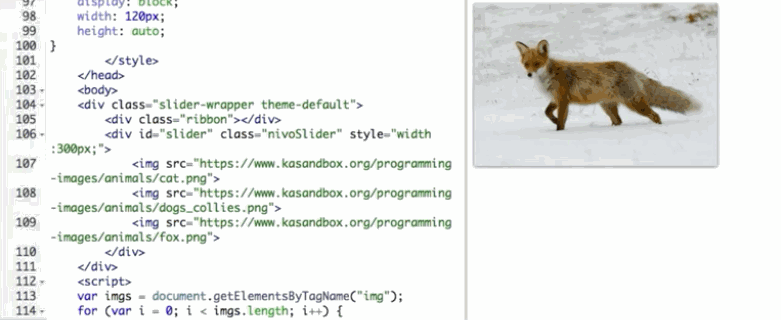 97 display: block;
98 width: 120px;
99 height: auto;
100 }
101 </style>
102 </head>
103 <body>
104 <div class="slider-wrapper theme-default">
105 <div class="ribbon"></div>
106 <div id="slider" class="nivoSlider" style="width
:300px;">
107 <img src="https://www.kasandbox.org/programming
-images/animals/cat.png">
108 <img src="https://www.kasandbox.org/programming
-images/animals/dogs_collies.png">
109 <img src="https://www.kasandbox.org/programming
-images/animals/fox.png">
110 </div>
111 </div>
112 <script>
113 var imgs = document.getElementsByTagName("img");
114 for (var i = 0; i < imgs.length; i++) {